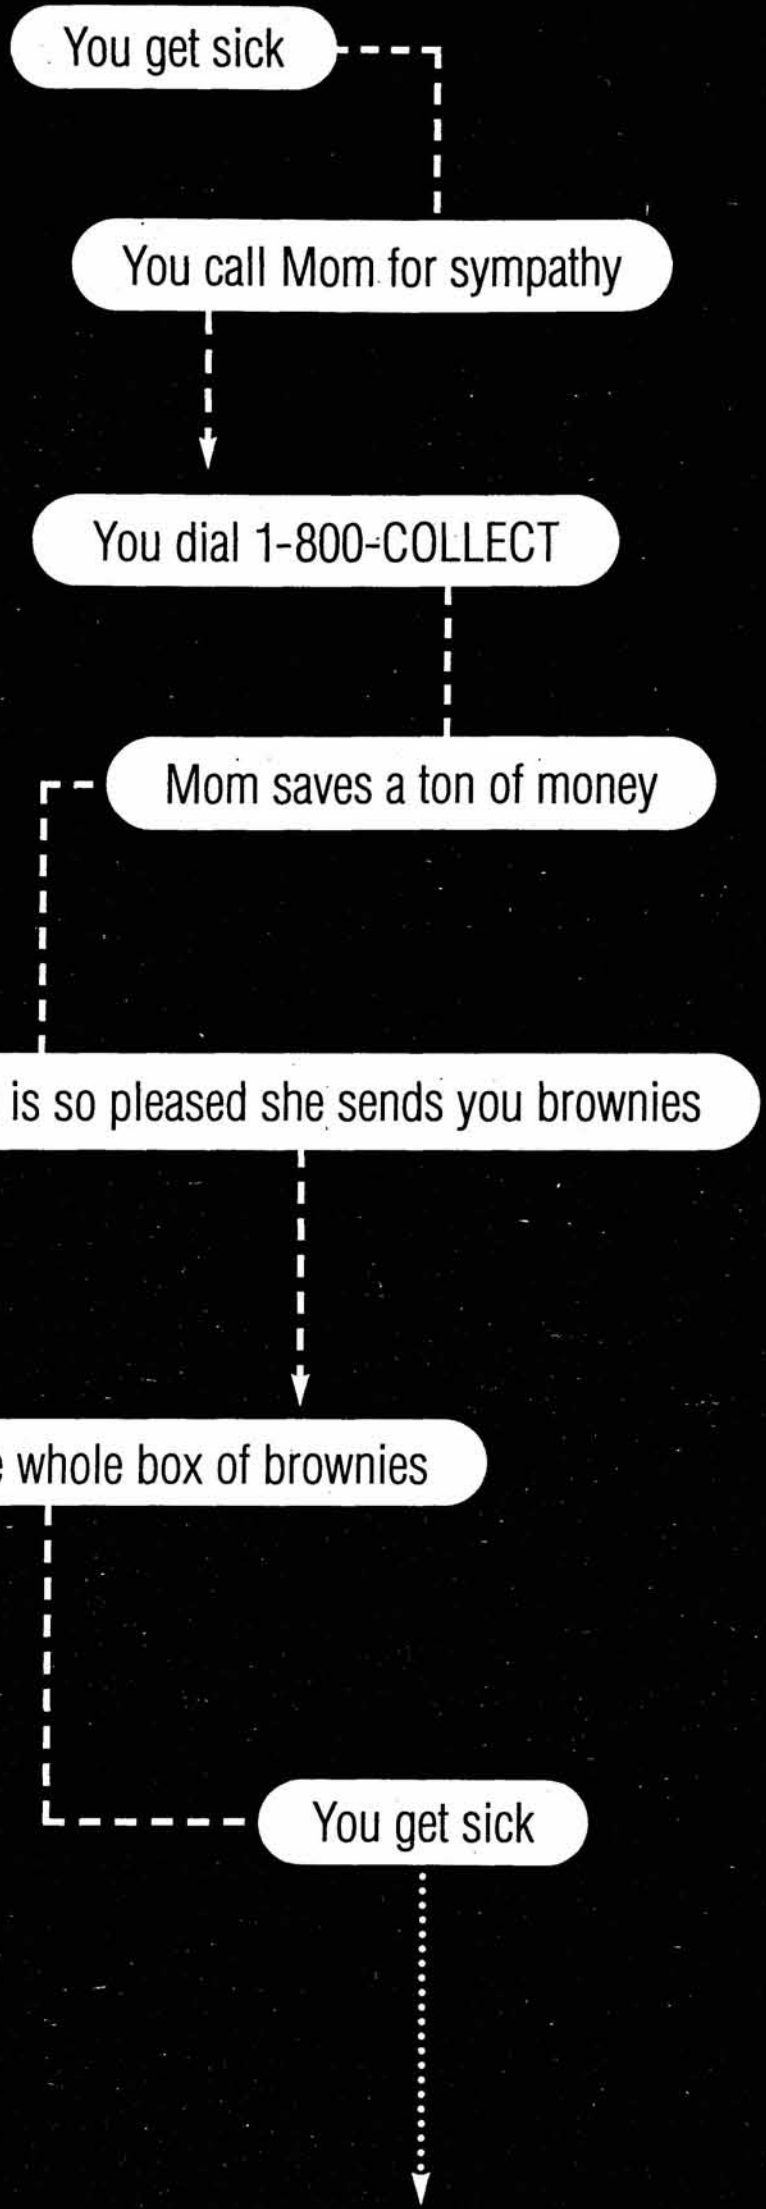 You get sick
You call Mom for sympathy
You dial 1-800-COLLECT
Mom saves a ton of money
is so pleased she sends you brownies
whole box of brownies
You get sick